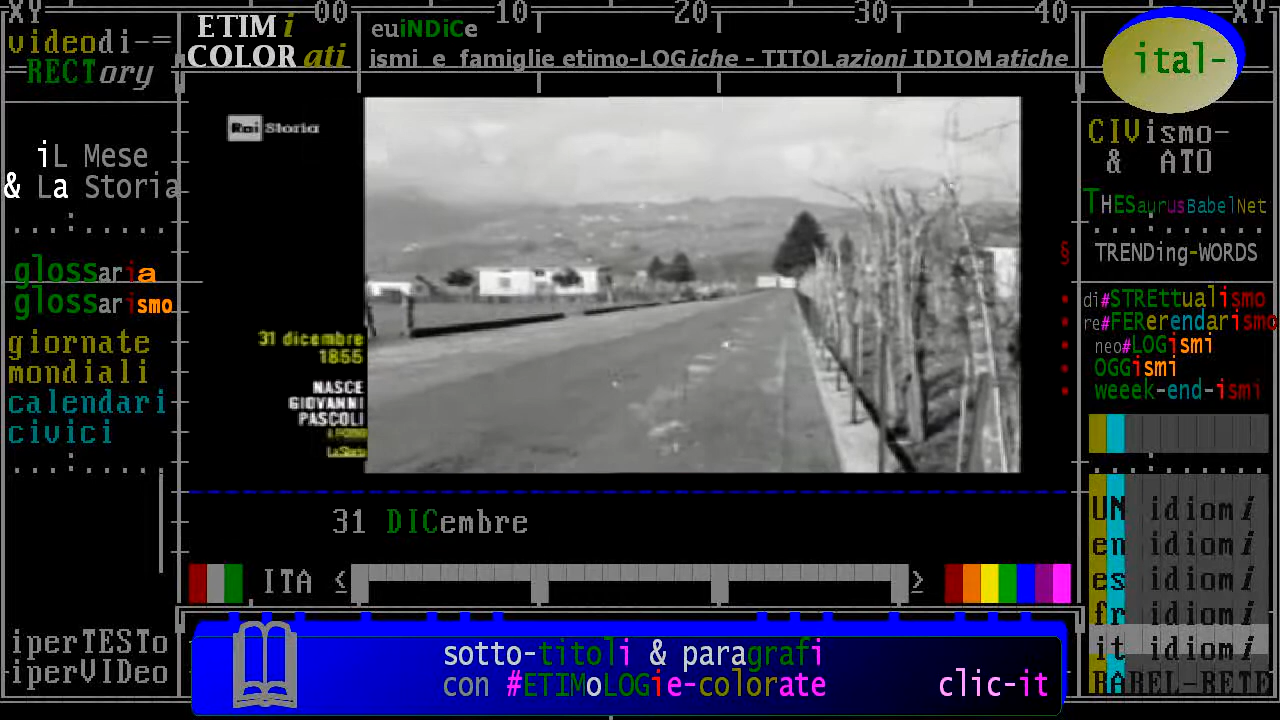 XY 00 10 20 30 40 XY
videodi-=
=RECTory
ETIMi
COLORati
euiNDiCe
ismi e famiglie etimo-LOGiche - TITOLazioni IDIOMatiche
ital-
CIVismo-
& ATO
THESaurusBabelNet
TRENDing-WORDS
§
di#STREttualismo
re#FERerendarismo
neo#LOGismi
OGGismi
weeek-end-ismi
iL Mese
& La Storia
glossaria
glossarismo
giornate
mondiali
calendari
civici
Rai Storia
31 dicembre
1855
NASCE
GIOVANNI
PASCOLI
31 DICembre
ITA < >
UN idiomi
en idiomi
es idiomi
fr idiomi
it idiomi
BABEL-RETE
iperTESTo
-iperVIDeo
sotto-titoli & paragrafi
con #ETIMoLOGie-colorate
clic-it